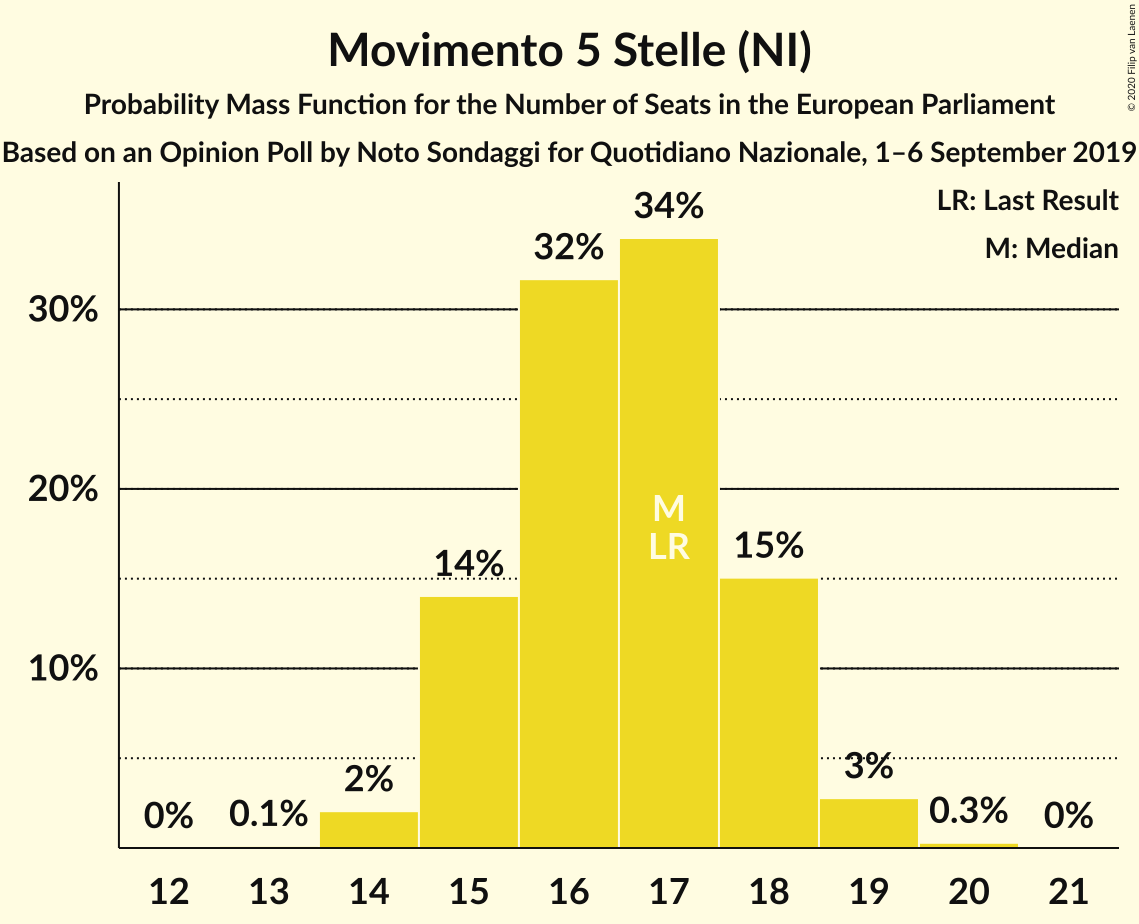 © 2020 Filip van Laenen
Movimento 5 Stelle (NI)
Probability Mass Function for the Number of Seats in the European Parliament
Based on an Opinion Poll by Noto Sondaggi for Quotidiano Nazionale, 1–6 September 2019
LR: Last Result
M: Median
34%
32%
30%
20%
M
LR
15%
14%
10%
3%
2%
0%
0.1%
0.3%
0%
12 13 14 15 16 17 18 19 20 21